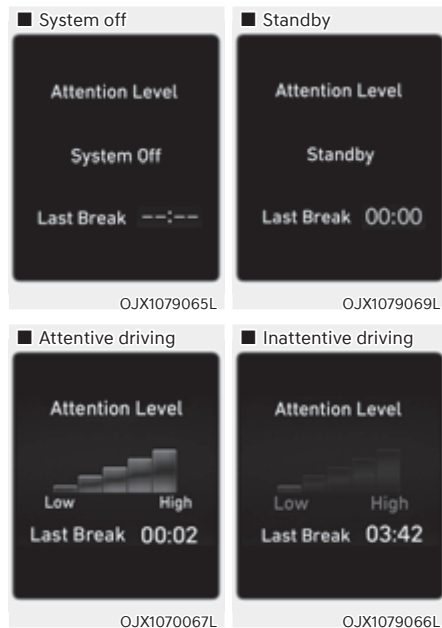 ■ System off
Attention Level
System Off
Last Break --:--
OJX1079065L
■ Standby
Attention Level
Standby
Last Break 00:00
OJX1079069L
■ Attentive driving
Attention Level
Low High
Last Break 00:02
OJX1070067L
■ Inattentive driving
Attention Level
Low High
Last Break 03:42
OJX1079066L